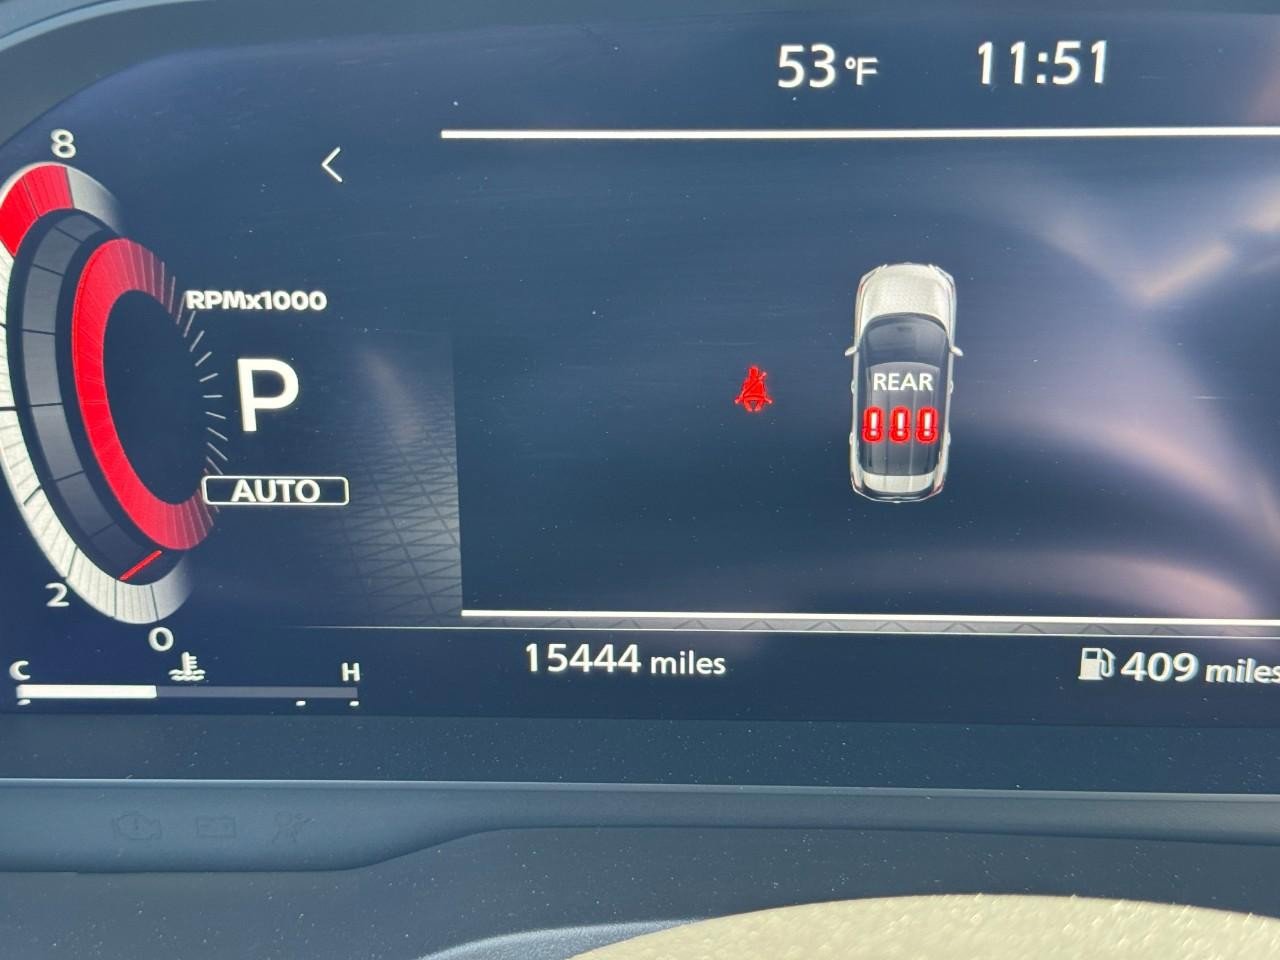 53 °F 11:51
8
RPMx1000
P
REAR
AUTO
2
0
C H
15444 miles
409 miles